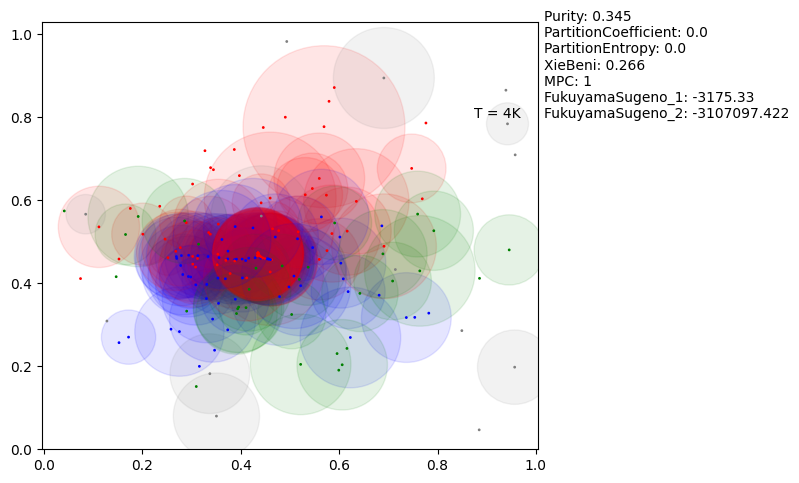 Purity: 0.345
PartitionCoefficient: 0.0
PartitionEntropy: 0.0
XieBeni: 0.266
MPC: 1
FukuyamaSugeno_1: -3175.33
FukuyamaSugeno_2: -3107097.422
T = 4K
1.0
0.8
0.6
0.4
0.2
0.0
0.0 0.2 0.4 0.6 0.8 1.0